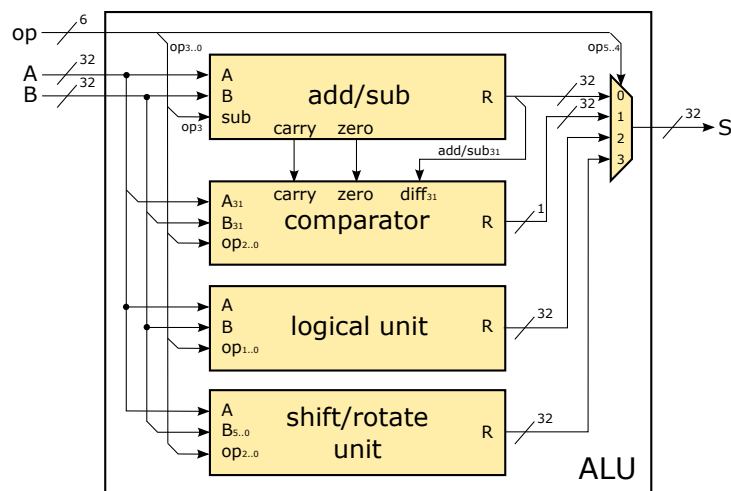 op
6
op3..0
op5..4
A
32
B
32
A
B
sub
op3
add/sub
R
carry
zero
32
32
0
1
2
3
32
S
add/sub31
carry
zero
diff31
A31
B31
op2..0
comparator
R
1
A
B
op1..0
logical unit
R
32
A
B5..0
op2..0
shift/rotate
unit
R
32
ALU